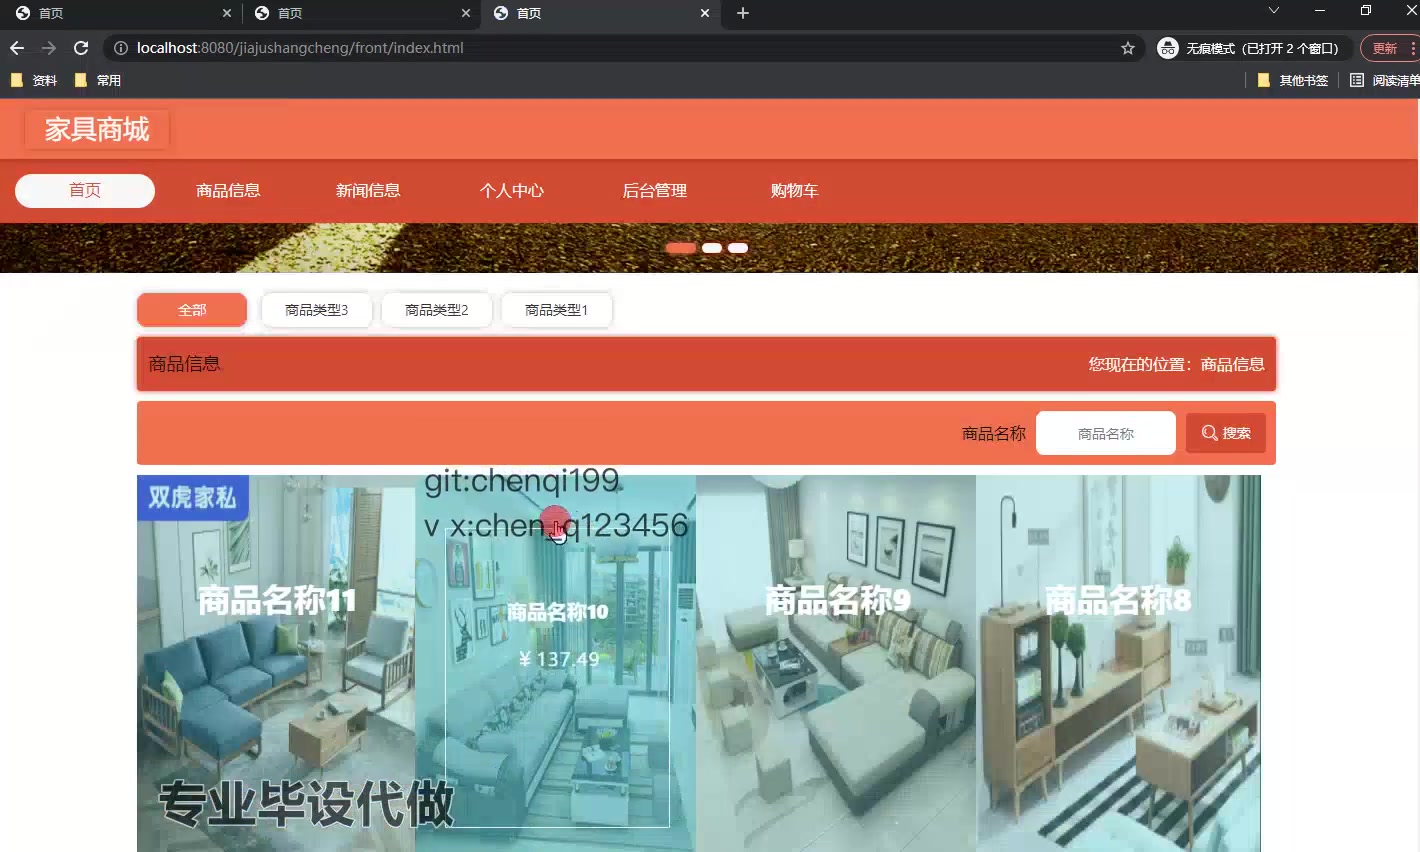 首页
首页
首页
localhost:8080/jiajushangcheng/front/index.html
无痕模式（已打开 2 个窗口）
更新
资料
常用
其他书签
阅读清单
家具商城
首页
商品信息
新闻信息
个人中心
后台管理
购物车
全部
商品类型3
商品类型2
商品类型1
商品信息
您现在的位置：商品信息
商品名称
商品名称
搜索
双虎家私
git:chenqi199
v x:chen_q123456
商品名称11
商品名称10
¥ 137.49
商品名称9
商品名称8
专业毕设代做